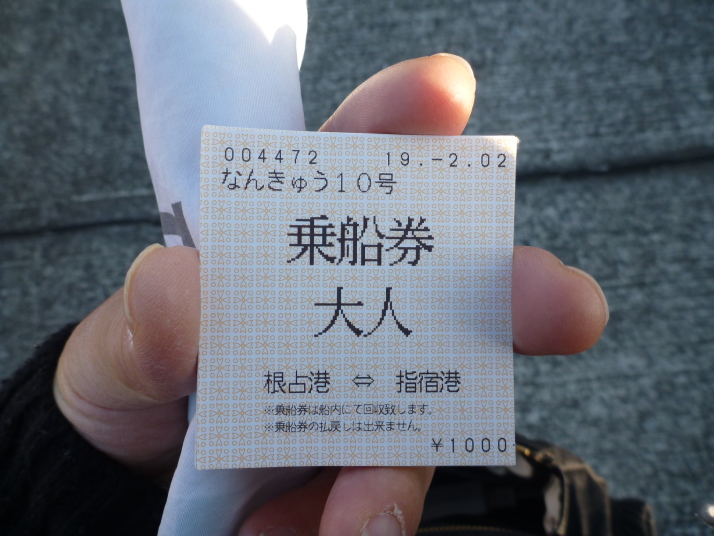 004472 19.-2.02
なんきゅう10号
乗船券
大人
根占港 ⇔ 指宿港
※乗船券は船内にて回収致します。
※乗船券の払戻しは出来ません。
¥1000